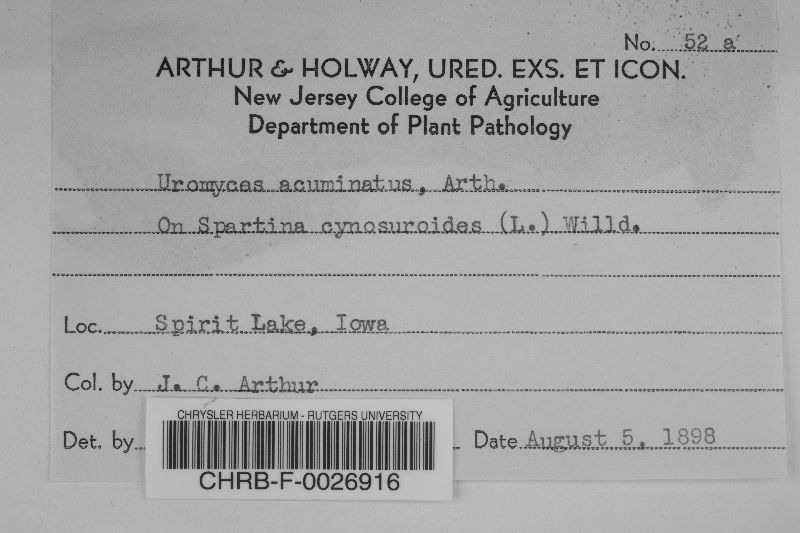 No. 52 a
ARTHUR & HOLWAY, URED. EXS. ET ICON.
New Jersey College of Agriculture
Department of Plant Pathology
Uromyces acuminatus, Arth.
On Spartina cynosuroides (L.) Willd.
Loc. Spirit Lake, Iowa
Col. by J. C. Arthur
Det. by Date August 5, 1898
CHRYSLER HERBARIUM - RUTGERS UNIVERSITY
CHRB-F-0026916